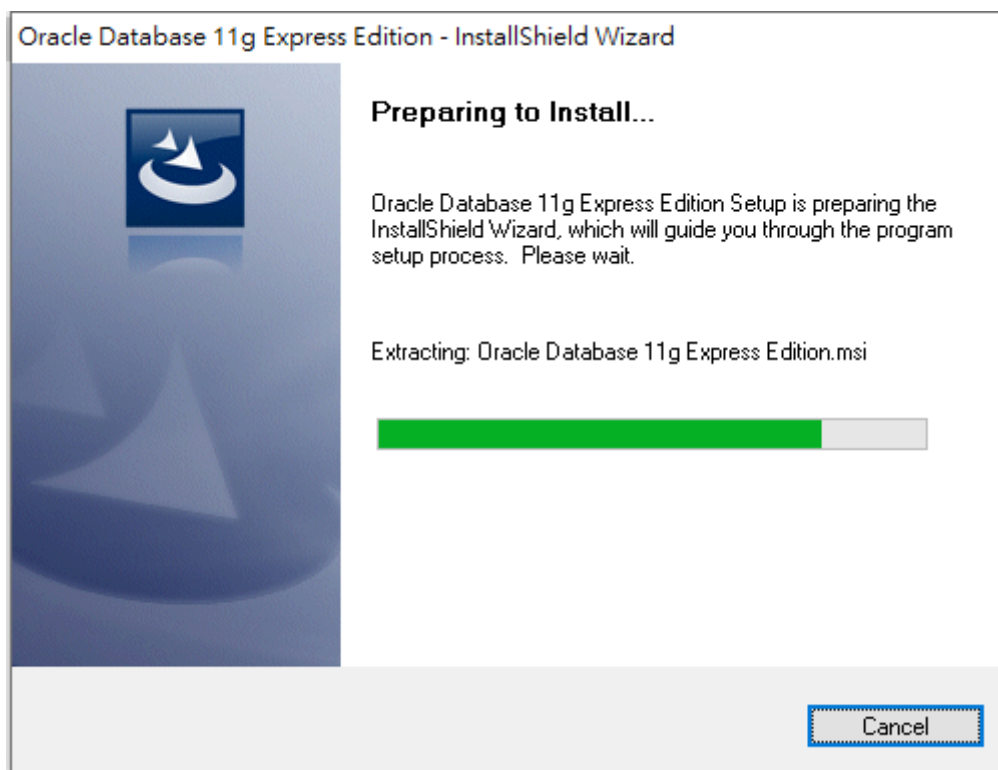 Oracle Database 11g Express Edition - InstallShield Wizard
Preparing to Install...
Oracle Database 11g Express Edition Setup is preparing the
InstallShield Wizard, which will guide you through the program
setup process. Please wait.
Extracting: Oracle Database 11g Express Edition.msi
Cancel